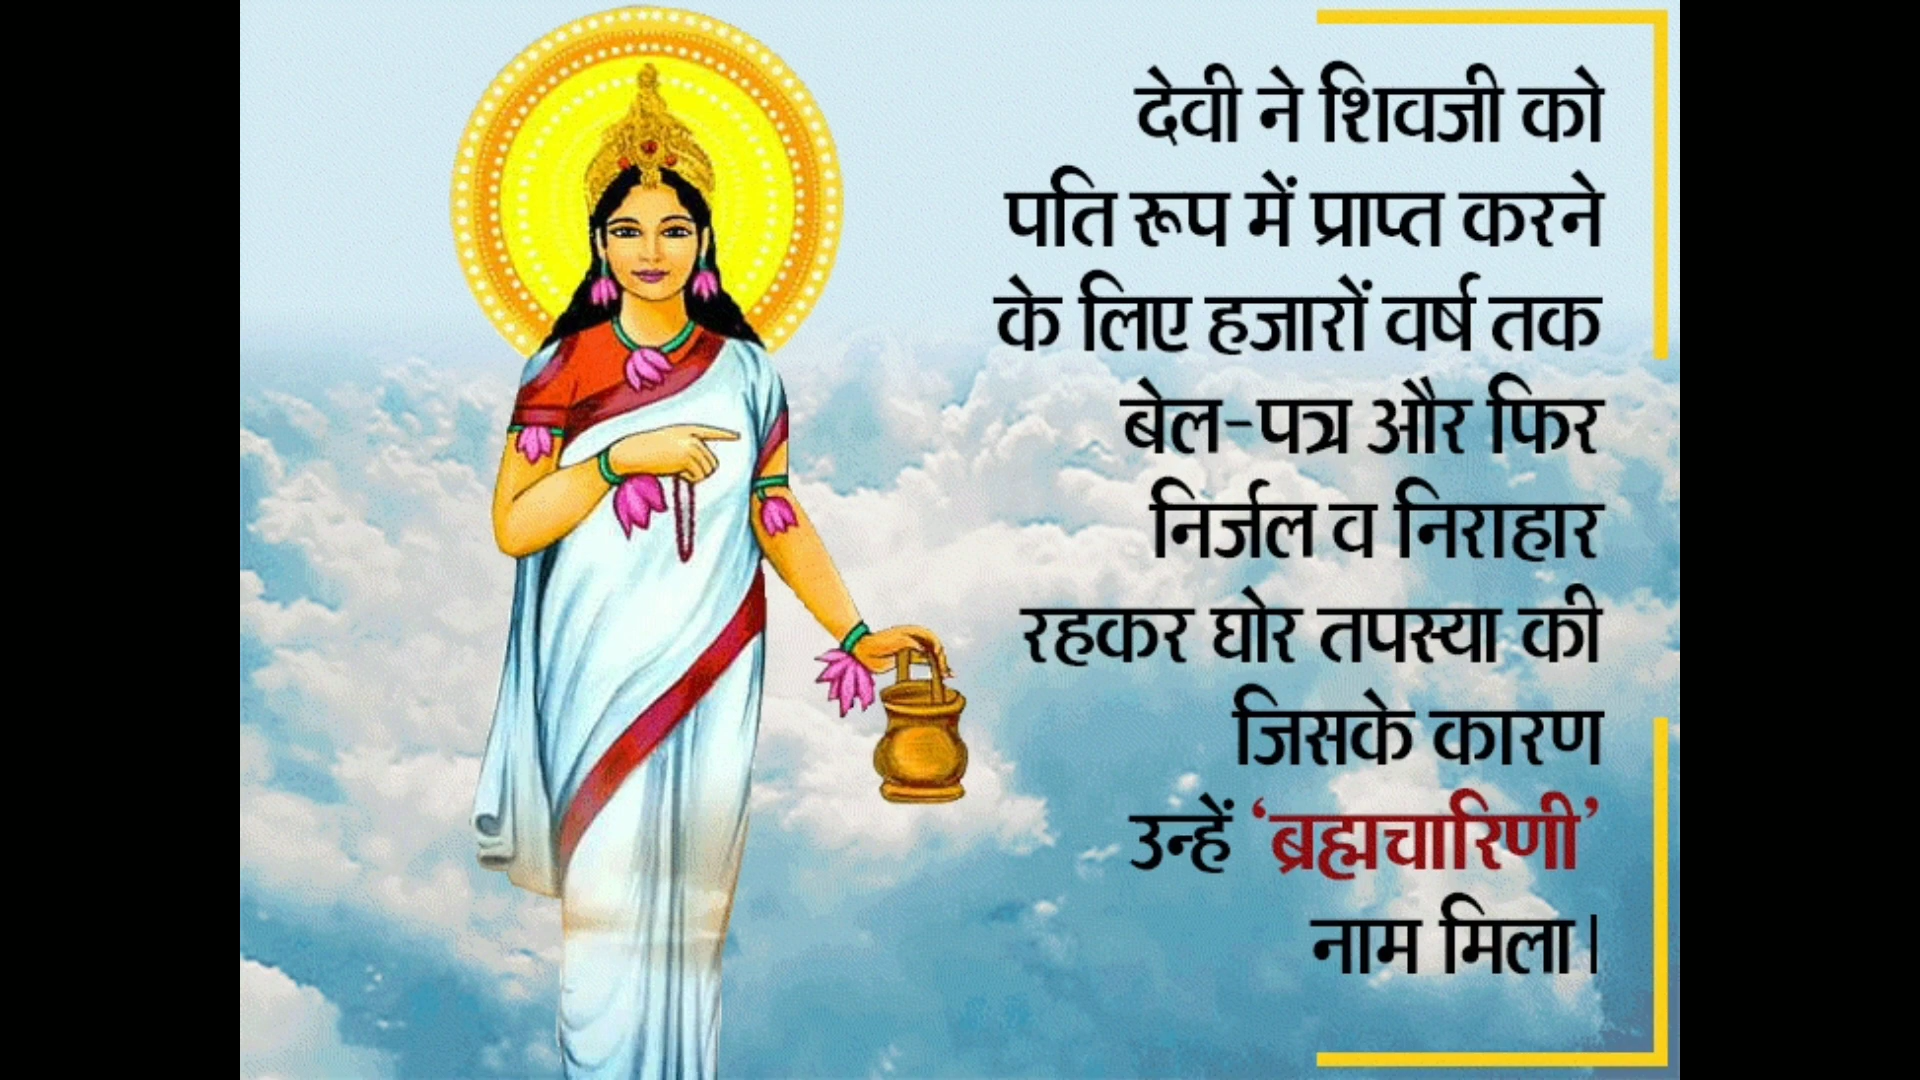 देवी ने शिवजी को
पति रूप में प्राप्त करने
के लिए हजारों वर्ष तक
बेल-पत्र और फिर
निर्जल व निराहार
रहकर घोर तपस्या की
जिसके कारण
उन्हें ‘ब्रह्मचारिणी’
नाम मिला।